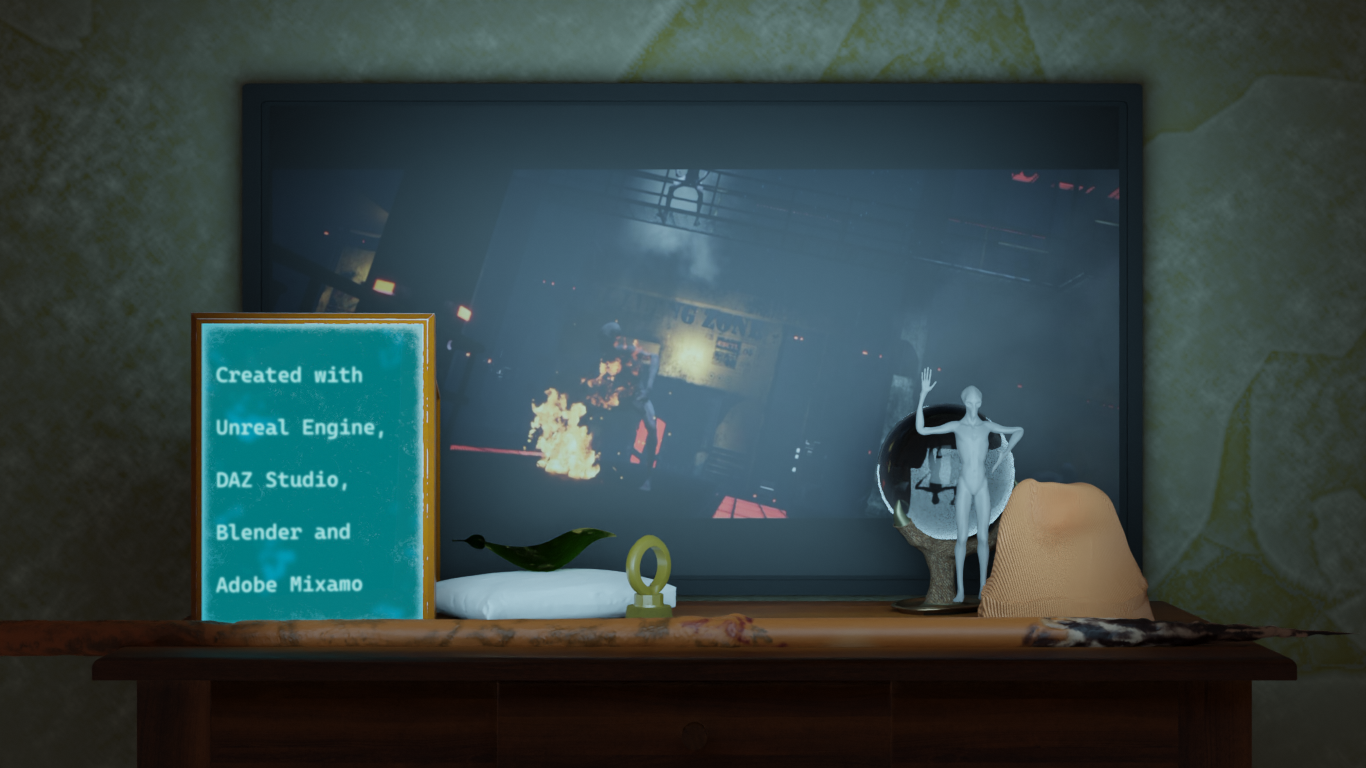 Created with
Unreal Engine,
DAZ Studio,
Blender and
Adobe Mixamo